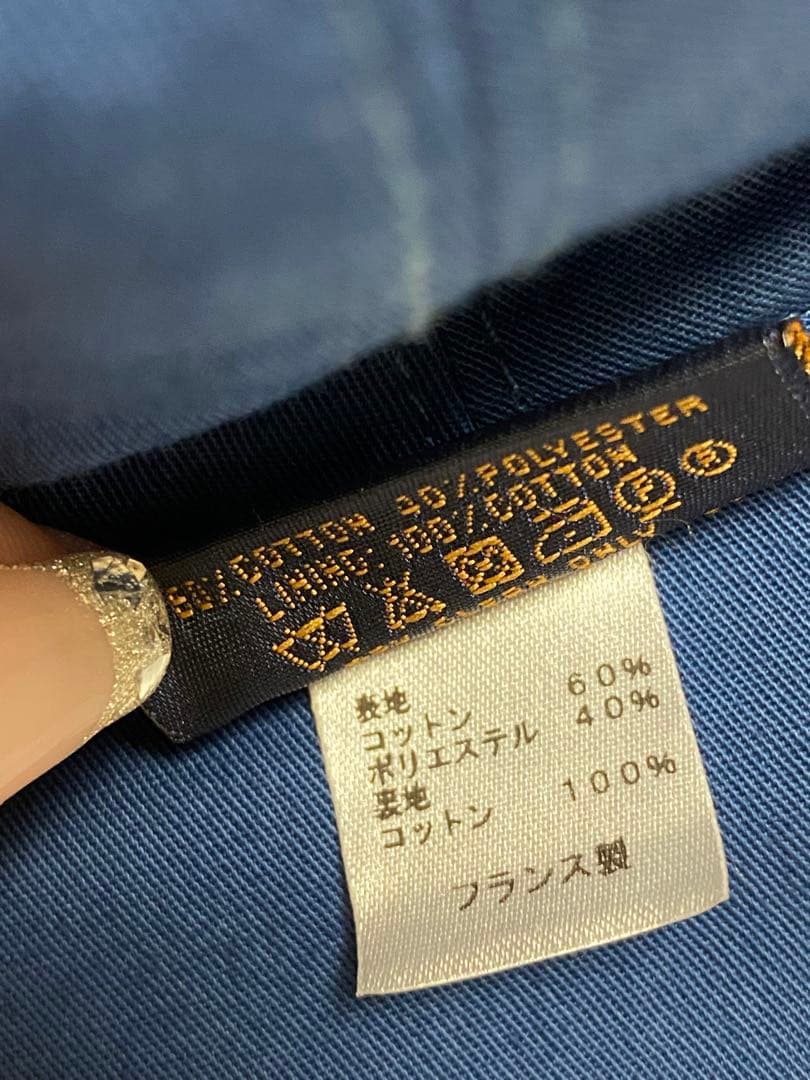 /.COTTON /.POLYESTER
LINING: 100/.COTTON
ONLY
表地
コットン 60%
ポリエステル 40%
裏地
コットン 100%
フランス製